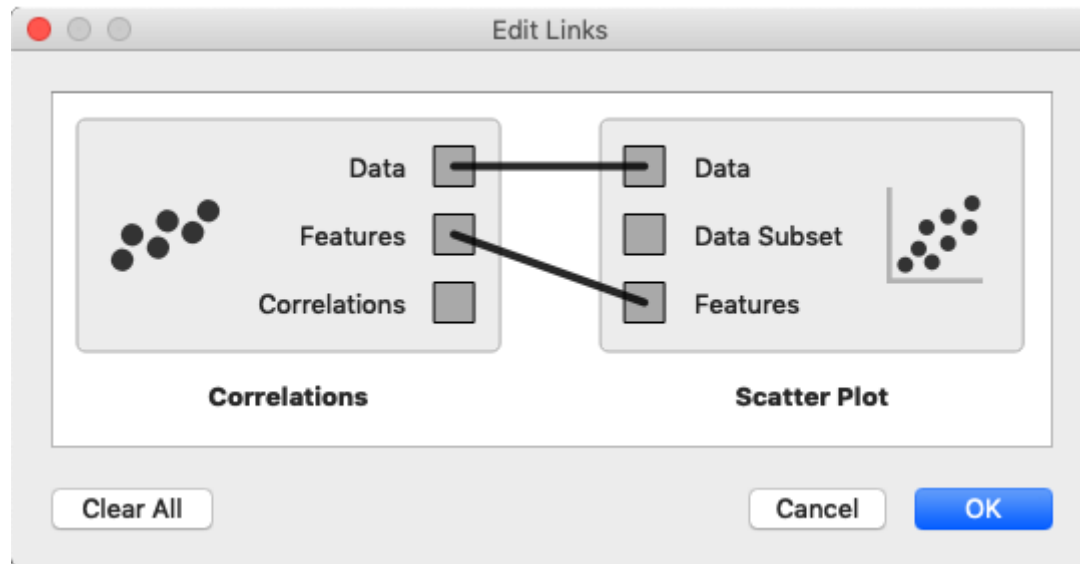 Edit Links
Data
Features
Correlations
Correlations
Data
Data Subset
Features
Scatter Plot
Clear All
Cancel
OK